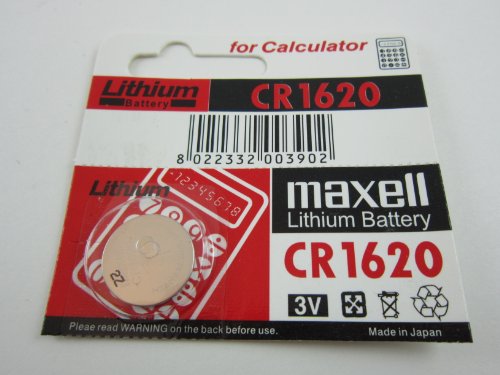 for Calculator
Lithium
Battery
CR1620
8 022332 003902
Lithium
-12345678
maxell
Lithium Battery
CR1620
3V
22
Please read WARNING on the back before use.
Made in Japan